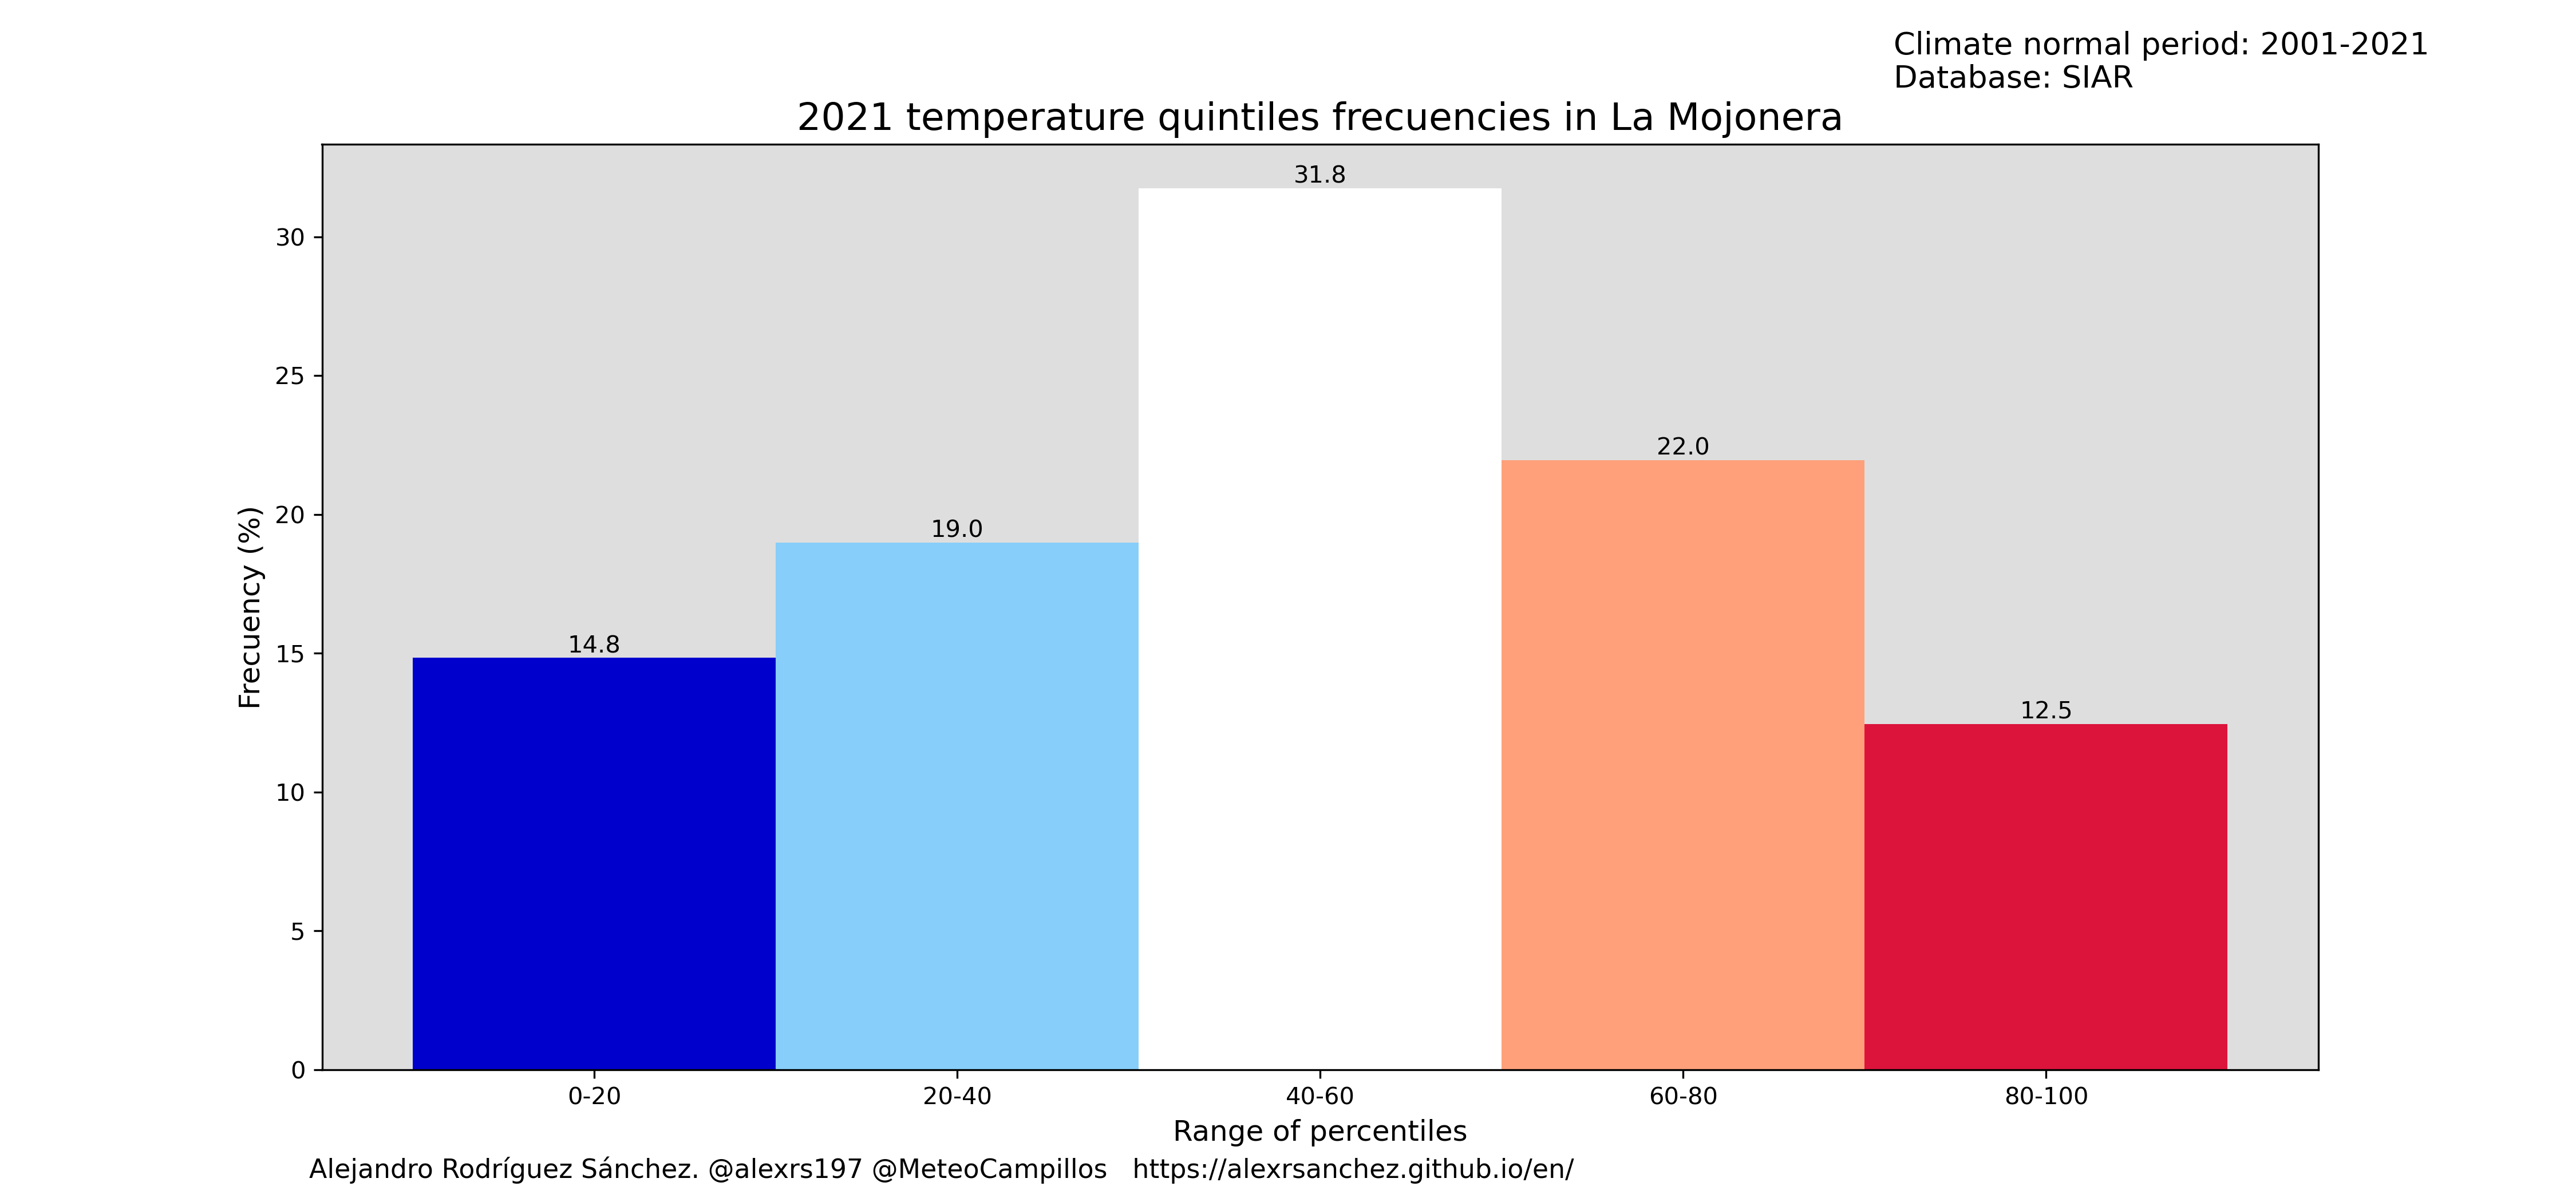 Climate normal period: 2001-2021
Database: SIAR
2021 temperature quintiles frecuencies in La Mojonera
31.8
30
25
22.0
Frecuency (%)
20
19.0
15
14.8
12.5
10
5
0
0-20 20-40 40-60 60-80 80-100
Range of percentiles
Alejandro Rodríguez Sánchez. @alexrs197 @MeteoCampillos https://alexrsanchez.github.io/en/